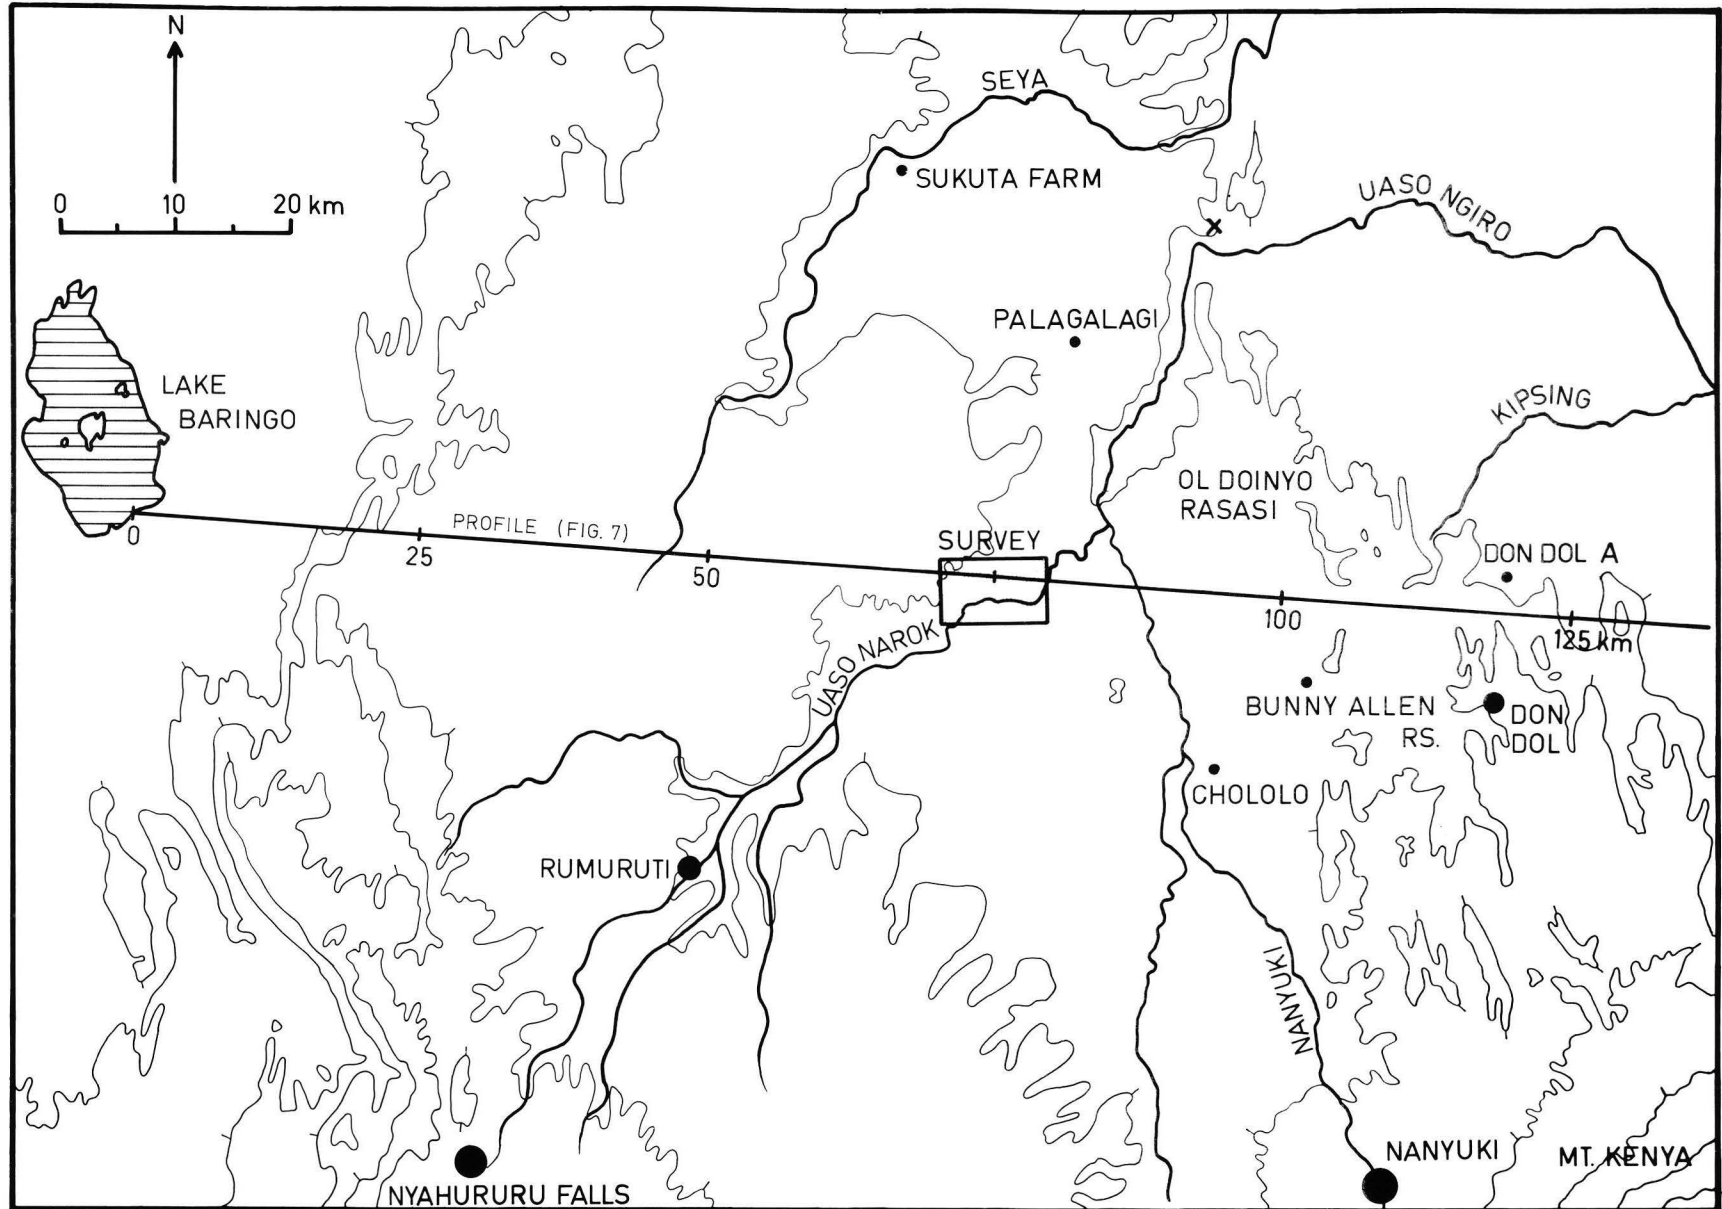 N
SEYA
0 10 20 km
SUKUTA FARM
UASO NGIRO
PALAGALAGI
LAKE
BARINGO
KIPSING
OL DOINYO
RASASI
PROFILE (FIG. 7)
0
25
50
SURVEY
DON DOL A
100
125 km
UASO NAROK
BUNNY ALLEN
RS.
DON
DOL
CHOLOLO
RUMURUTI
NANYUKI
NANYUKI
MT. KENYA
NYAHURURU FALLS